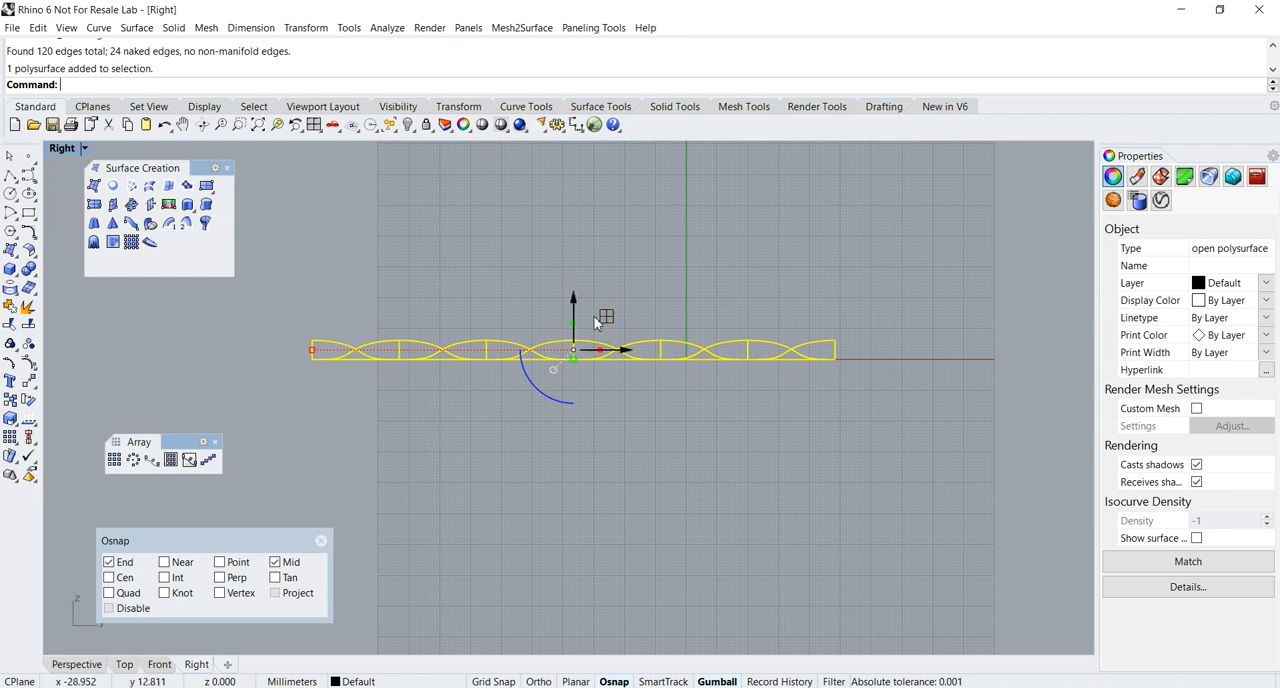 Rhino 6 Not For Resale Lab - [Right]
File Edit View Curve Surface Solid Mesh Dimension Transform Tools Analyze Render Panels Mesh2Surface Paneling Tools Help
Found 120 edges total; 24 naked edges, no non-manifold edges.
1 polysurface added to selection.
Command:
Standard CPlanes Set View Display Select Viewport Layout Visibility Transform Curve Tools Surface Tools Solid Tools Mesh Tools Render Tools Drafting New in V6
Right
Surface Creation
Array
Osnap
End Near Point Mid
Cen Int Perp Tan
Quad Knot Vertex Project
Disable
z
y
Properties
Object
Type open polysurface
Name
Layer Default
Display Color By Layer
Linetype By Layer
Print Color By Layer
Print Width By Layer
Hyperlink ...
Render Mesh Settings
Custom Mesh
Settings Adjust...
Rendering
Casts shadows
Receives sha...
Isocurve Density
Density -1
Show surface ...
Match
Details...
Perspective Top Front Right
CPlane x -28.952 y 12.811 z 0.000 Millimeters Default Grid Snap Ortho Planar Osnap SmartTrack Gumball Record History Filter Absolute tolerance: 0.001